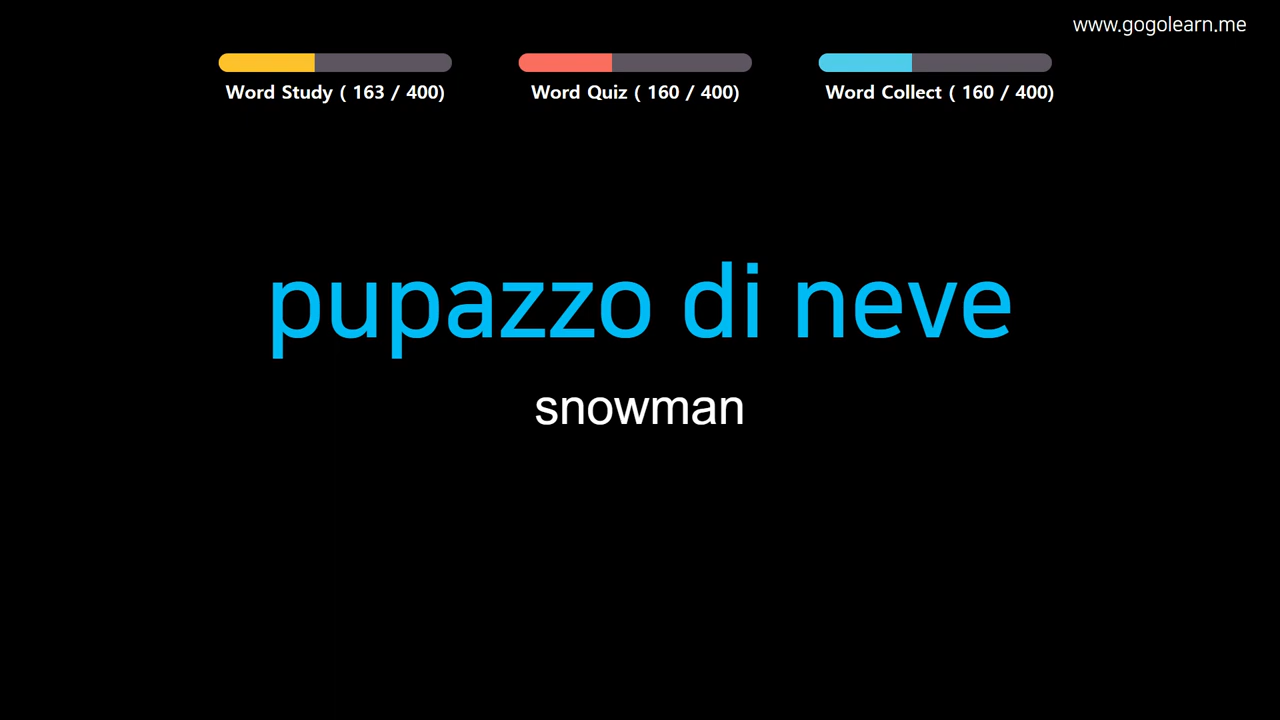 www.gogolearn.me
Word Study ( 163 / 400)
Word Quiz ( 160 / 400)
Word Collect ( 160 / 400)
pupazzo di neve
snowman